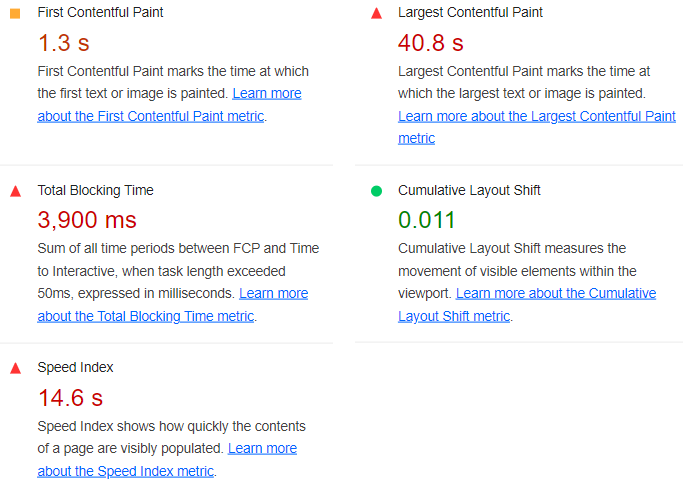 First Contentful Paint
1.3 s
First Contentful Paint marks the time at which
the first text or image is painted. Learn more
about the First Contentful Paint metric.
Largest Contentful Paint
40.8 s
Largest Contentful Paint marks the time at
which the largest text or image is painted.
Learn more about the Largest Contentful Paint
metric
Total Blocking Time
3,900 ms
Sum of all time periods between FCP and Time
to Interactive, when task length exceeded
50ms, expressed in milliseconds. Learn more
about the Total Blocking Time metric.
Cumulative Layout Shift
0.011
Cumulative Layout Shift measures the
movement of visible elements within the
viewport. Learn more about the Cumulative
Layout Shift metric.
Speed Index
14.6 s
Speed Index shows how quickly the contents
of a page are visibly populated. Learn more
about the Speed Index metric.